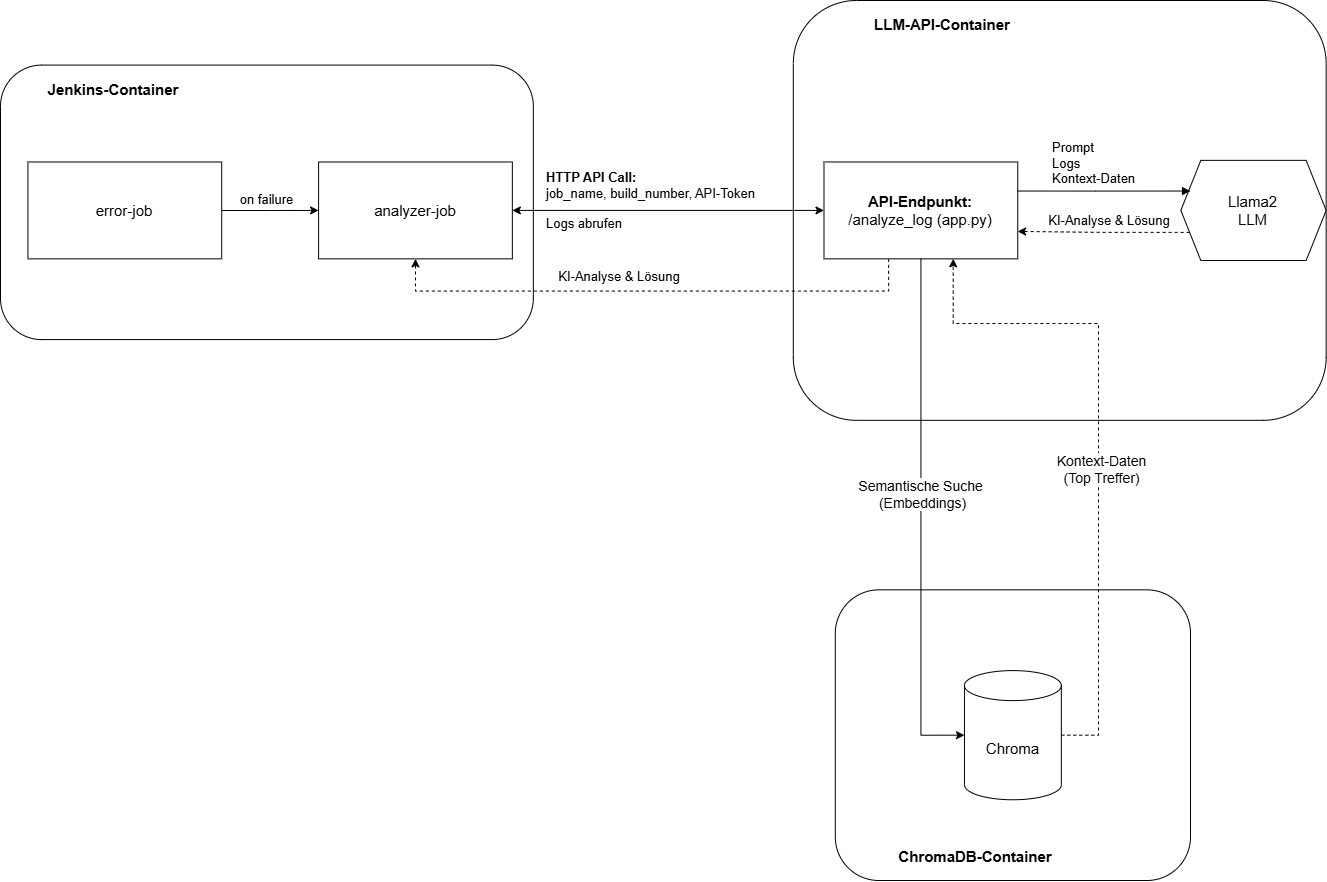 LLM-API-Container
Jenkins-Container
error-job
on failure
analyzer-job
HTTP API Call:
job_name, build_number, API-Token
Logs abrufen
KI-Analyse & Lösung
API-Endpunkt:
/analyze_log (app.py)
Prompt
Logs
Kontext-Daten
KI-Analyse & Lösung
Llama2
LLM
Semantische Suche
(Embeddings)
Kontext-Daten
(Top Treffer)
Chroma
ChromaDB-Container